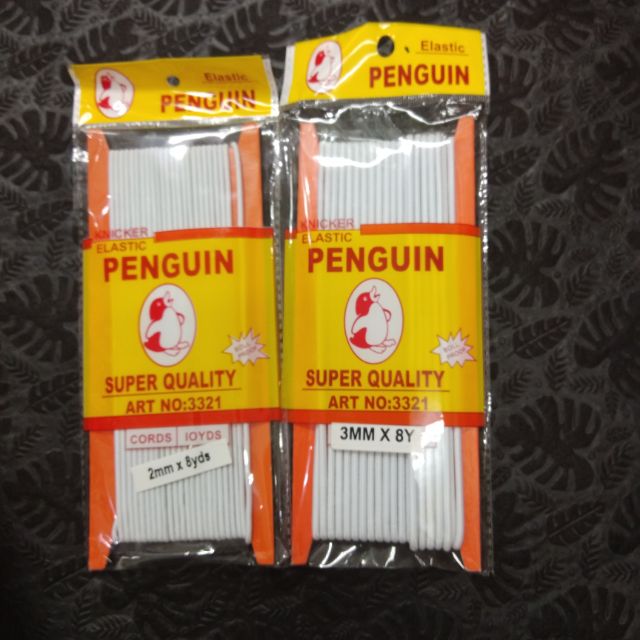 Elastic
PENGUIN
KNICKER
ELASTIC
PENGUIN
SUPER QUALITY
ART NO:3321
CORDS 10YDS
2mm x 8yds
Elastic
PENGUIN
KNICKER
ELASTIC
PENGUIN
SUPER QUALITY
ART NO:3321
3MM X 8Y